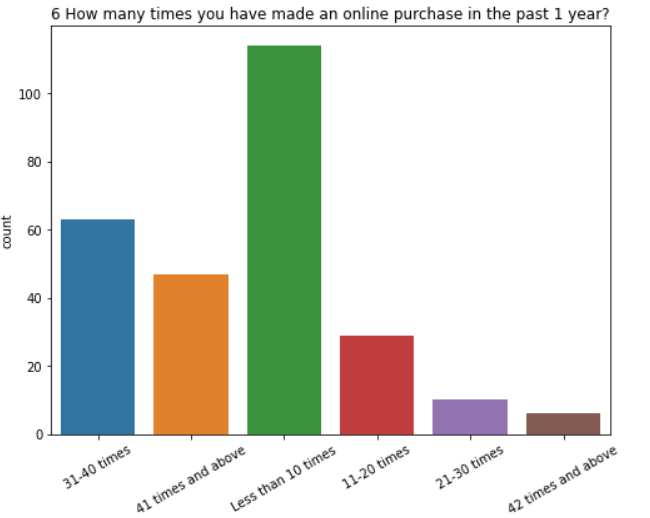 6 How many times you have made an online purchase in the past 1 year?
100
80
60
40
20
0
count
31-40 times
41 times and above
Less than 10 times
11-20 times
21-30 times
42 times and above